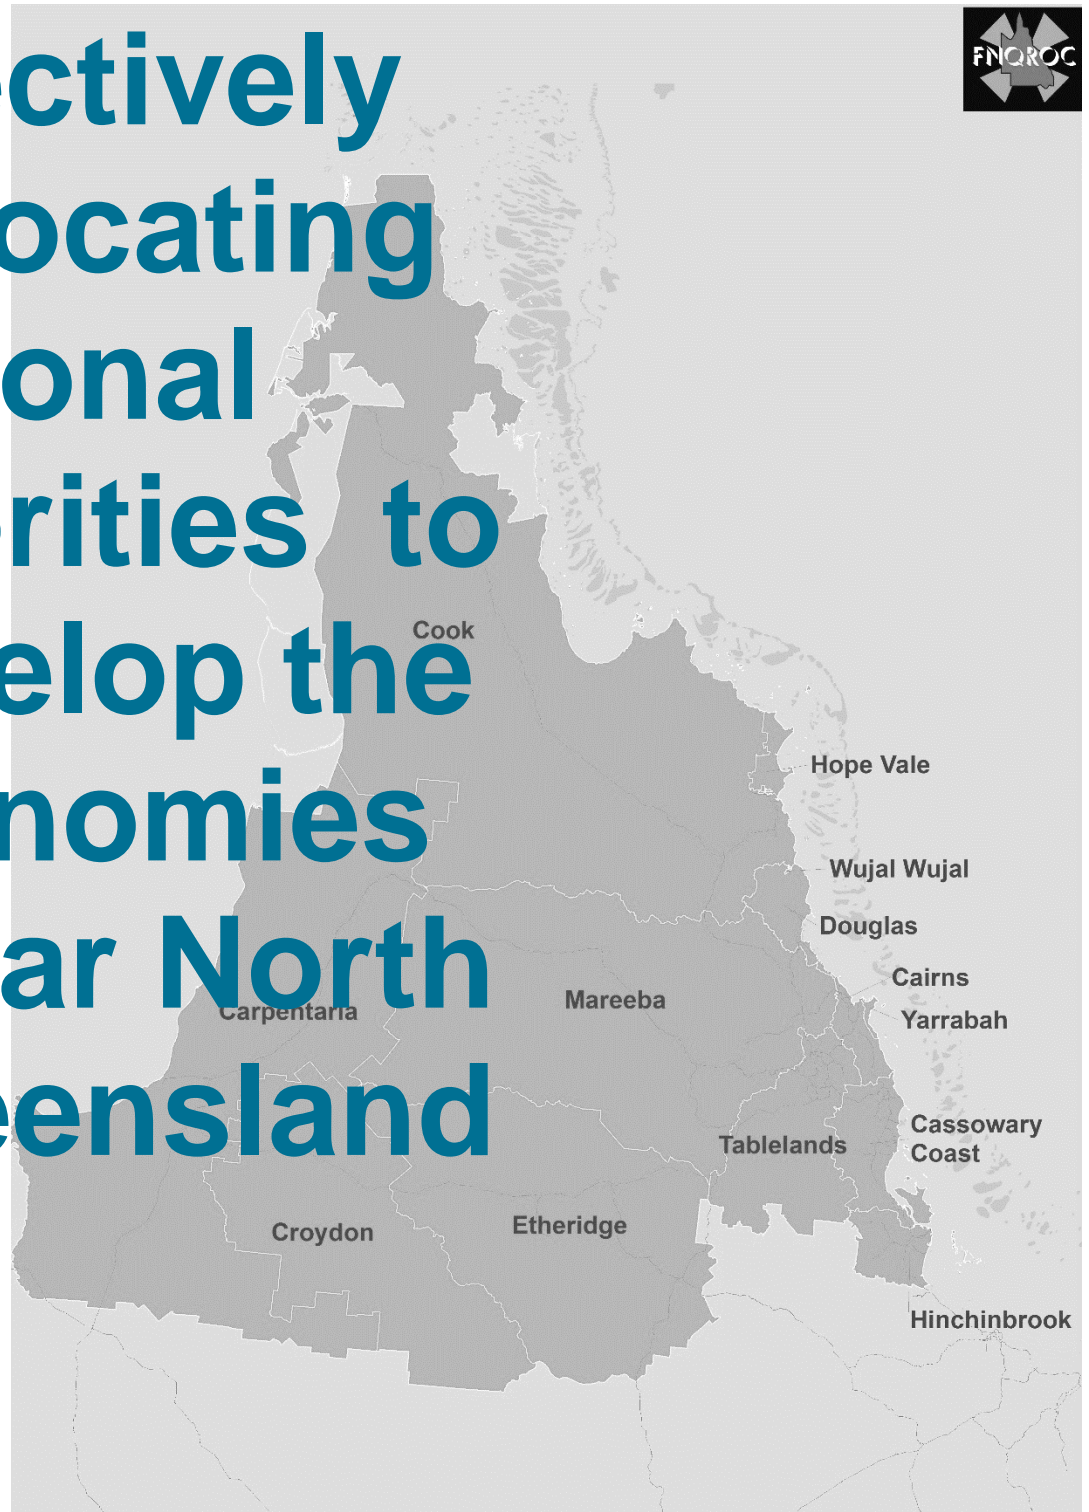 ctively
ocating
onal
rities to
elop the
nomies
ar North
eensland
FNQROC
Cook
Hope Vale
Wujal Wujal
Douglas
Cairns
Yarrabah
Mareeba
Carpentaria
Cassowary
Coast
Tablelands
Croydon
Etheridge
Hinchinbrook